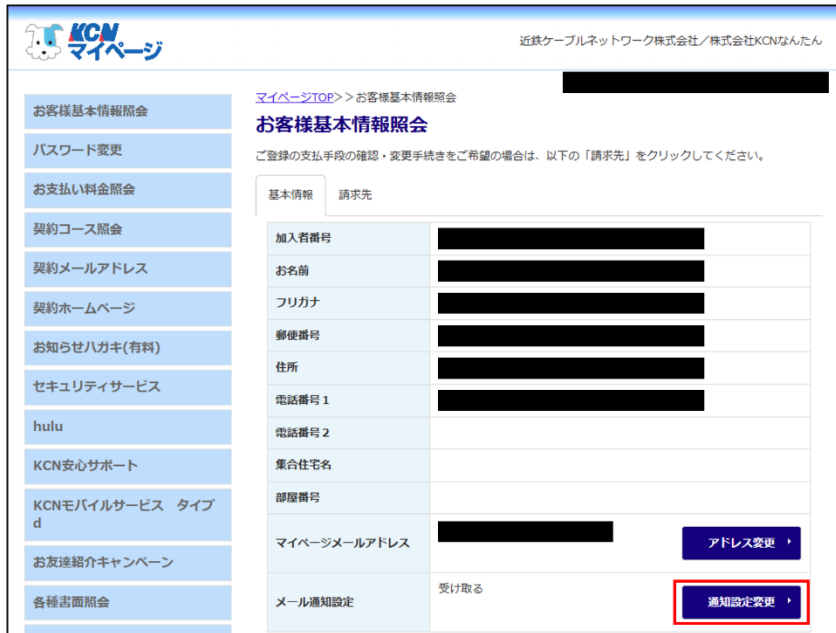 KCN
マイページ
近鉄ケーブルネットワーク株式会社／株式会社KCNなんたん
お客様基本情報照会
パスワード変更
お支払い料金照会
契約コース照会
契約メールアドレス
契約ホームページ
お知らせハガキ(有料)
セキュリティサービス
hulu
KCN安心サポート
KCNモバイルサービス　タイプ
d
お友達紹介キャンペーン
各種書面照会
マイページTOP>>お客様基本情報照会
お客様基本情報照会
ご登録の支払手段の確認・変更手続きをご希望の場合は、以下の「請求先」をクリックしてください。
基本情報 請求先
加入者番号
お名前
フリガナ
郵便番号
住所
電話番号１
電話番号２
集合住宅名
部屋番号
マイページメールアドレス アドレス変更
メール通知設定 受け取る 通知設定変更